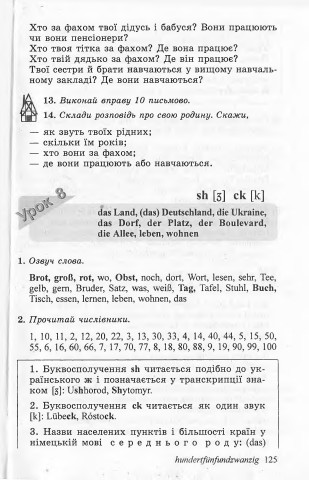 Хто за фахом твої дідусь і бабуся? Вони працюють
чи вони пенсіонери?
Хто твоя тітка за фахом? Де вона працює?
Хто твій дядько за фахом? Де він працює?
Твої сестри й брати навчаються у вищому навчаль-
ному закладі? Де вони навчаються?
13. Виконай вправу 10 письмово.
14. Склади розповідь про свою родину. Скажи,
— як звуть твоїх рідних;
— скільки їм років;
— хто вони за фахом;
— де вони працюють або навчаються.
Урок 8
sh [ʒ] ck [k]
das Land, (das) Deutschland, die Ukraine,
das Dorf, der Platz, der Boulevard,
die Allee, leben, wohnen
1. Озвуч слова.
Brot, groß, rot, wo, Obst, noch, dort, Wort, lesen, sehr, Tee,
gelb, gern, Bruder, Satz, was, weiß, Tag, Tafel, Stuhl, Buch,
Tisch, essen, lernen, leben, wohnen, das
2. Прочитай числівники.
1, 10, 11, 2, 12, 20, 22, 3, 13, 30, 33, 4, 14, 40, 44, 5, 15, 50,
55, 6, 16, 60, 66, 7, 17, 70, 77, 8, 18, 80, 88, 9, 19, 90, 99, 100
1. Буквосполучення sh читається подібно до ук-
раїнського ж і позначається у транскрипції зна-
ком [ʒ]: Ushhorod, Shytomyr.
2. Буквосполучення ck читається як один звук
[k]: Lübeck, Róstock.
3. Назви населених пунктів і більшості країн у
німецькій мові середнього роду: (das)
hundertfünfundzwanzig 125